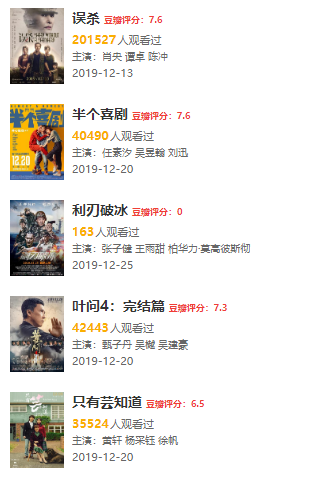 误杀 豆瓣评分：7.6
201527人观看过
主演：肖央 谭卓 陈冲
2019-12-13
半个喜剧
12.20
半个喜剧 豆瓣评分：7.6
40490人观看过
主演：任素汐 吴昱翰 刘迅
2019-12-20
利刃破冰 豆瓣评分：0
163人观看过
主演：张子健 王雨甜 柏华力·莫高彼斯彻
2019-12-25
叶问4：完结篇 豆瓣评分：7.3
42443人观看过
主演：甄子丹 吴樾 吴建豪
2019-12-20
只有芸知道 豆瓣评分：6.5
35524人观看过
主演：黄轩 杨采钰 徐帆
2019-12-20